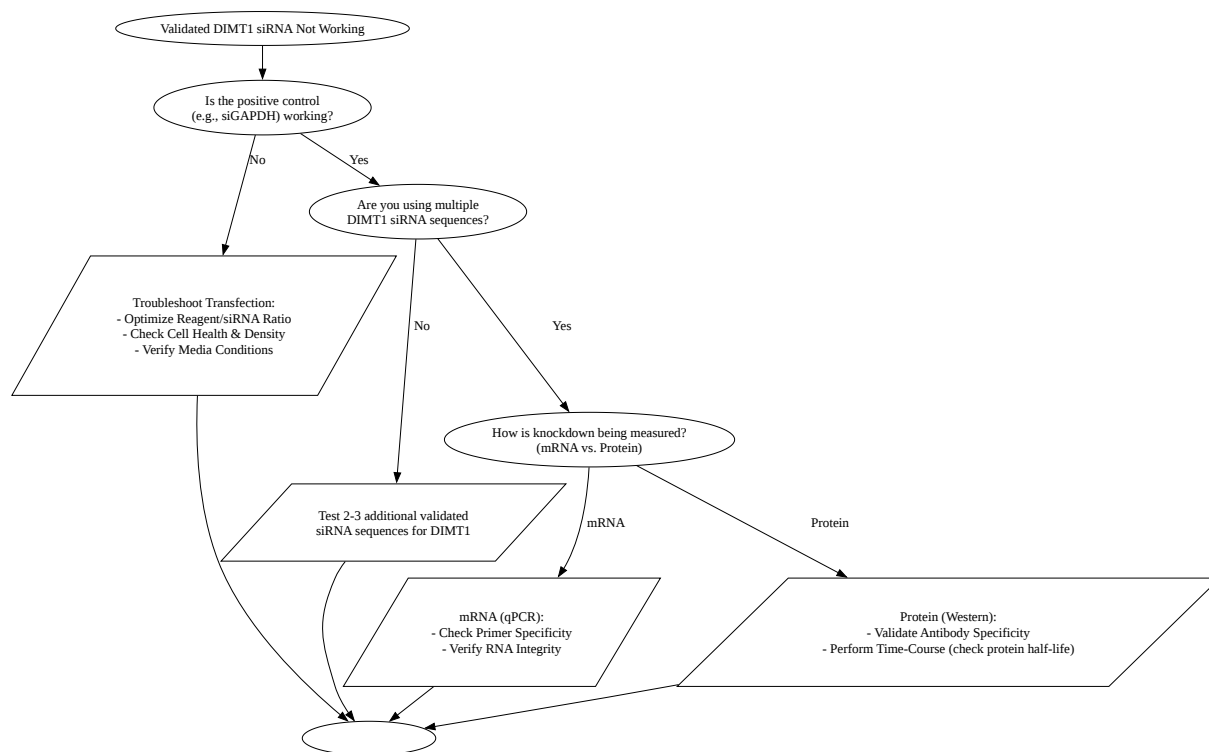 Validated DIMT1 siRNA Not Working
Is the positive control
(e.g., siGAPDH) working?
No
Yes
Are you using multiple
DIMT1 siRNA sequences?
Troubleshoot Transfection:
- Optimize Reagent/siRNA Ratio
- Check Cell Health & Density
- Verify Media Conditions
No
Yes
How is knockdown being measured?
(mRNA vs. Protein)
Test 2-3 additional validated
siRNA sequences for DIMT1
mRNA
Protein
mRNA (qPCR):
- Check Primer Specificity
- Verify RNA Integrity
Protein (Western):
- Validate Antibody Specificity
- Perform Time-Course (check protein half-life)